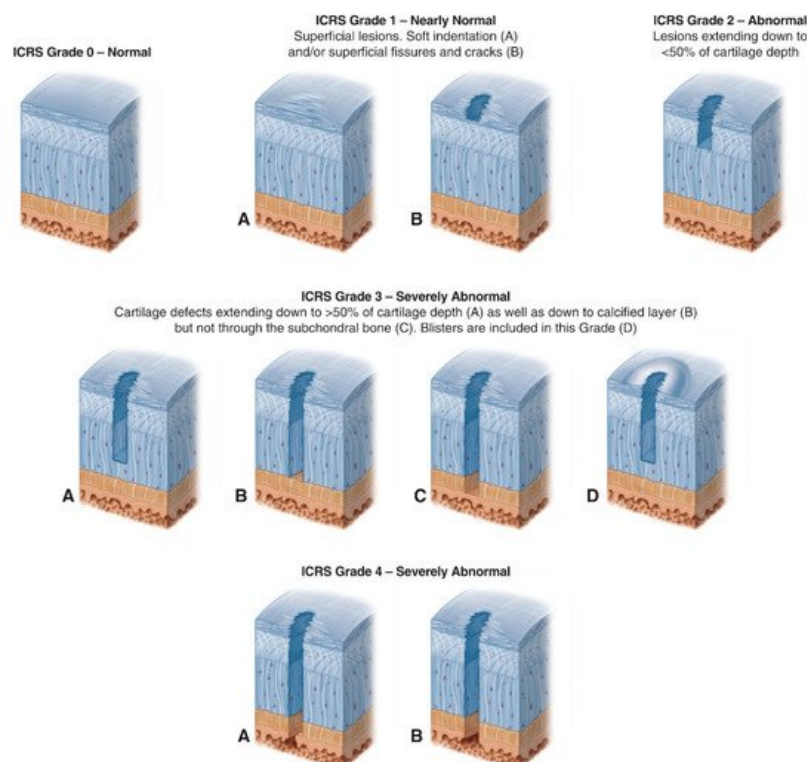 ICRS Grade 0 – Normal
ICRS Grade 1 – Nearly Normal
Superficial lesions. Soft indentation (A)
and/or superficial fissures and cracks (B)
A
B
ICRS Grade 2 – Abnormal
Lesions extending down to
<50% of cartilage depth
ICRS Grade 3 – Severely Abnormal
Cartilage defects extending down to >50% of cartilage depth (A) as well as down to calcified layer (B)
but not through the subchondral bone (C). Blisters are included in this Grade (D)
A
B
C
D
ICRS Grade 4 – Severely Abnormal
A
B